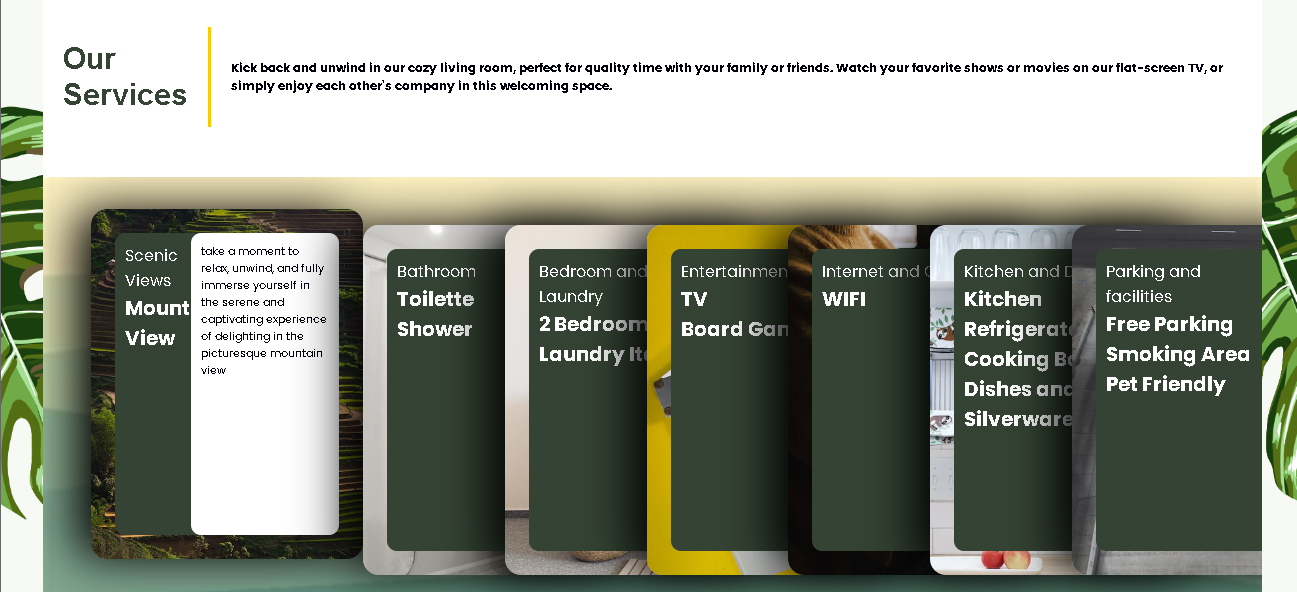 Our
Services
Kick back and unwind in our cozy living room, perfect for quality time with your family or friends. Watch your favorite shows or movies on our flat-screen TV, or
simply enjoy each other's company in this welcoming space.
Scenic
Views
Mount
View
take a moment to
relax, unwind, and fully
immerse yourself in
the serene and
captivating experience
of delighting in the
picturesque mountain
view
Bathroom
Toilette
Shower
Bedroom and
Laundry
2 Bedroom
Laundry
Entertainmen
TV
Board
Internet and
WIFI
Kitchen and
Kitchen
Refrigerat
Cooking
Dishes and
Silverware
Parking and
facilities
Free Parking
Smoking Area
Pet Friendly